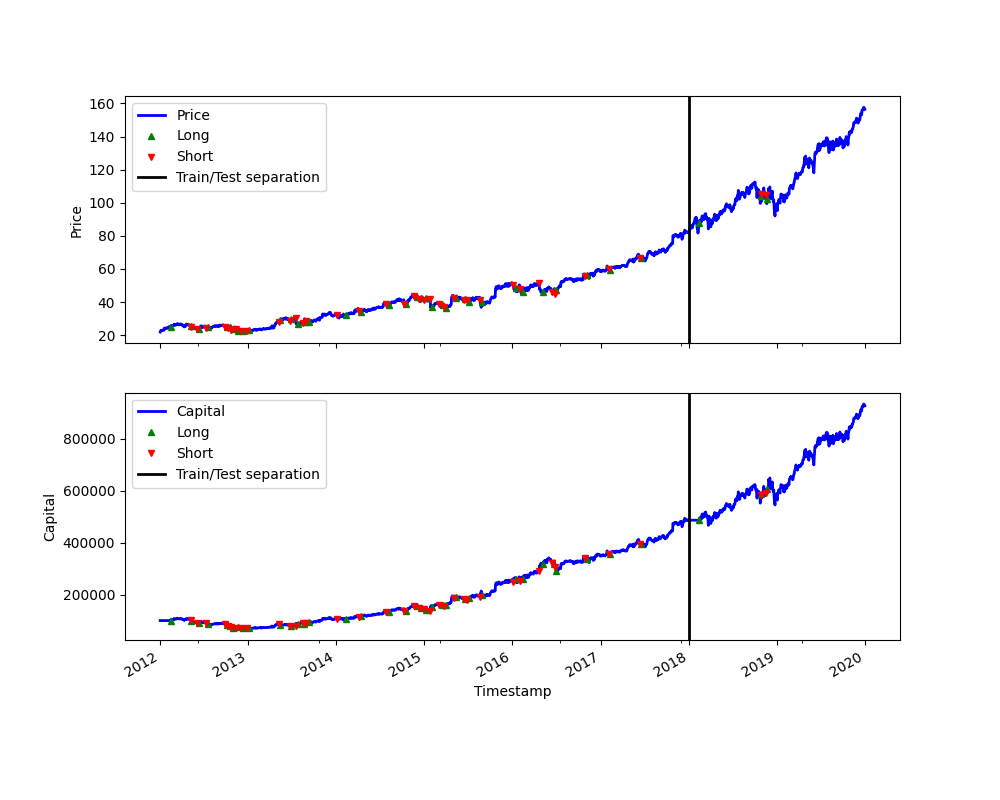 160
140
120
100
80
60
40
20
Price
Price
Long
Short
Train/Test separation
800000
600000
400000
200000
Capital
Capital
Long
Short
Train/Test separation
2012
2013
2014
2015
2016
2017
2018
2019
2020
Timestamp